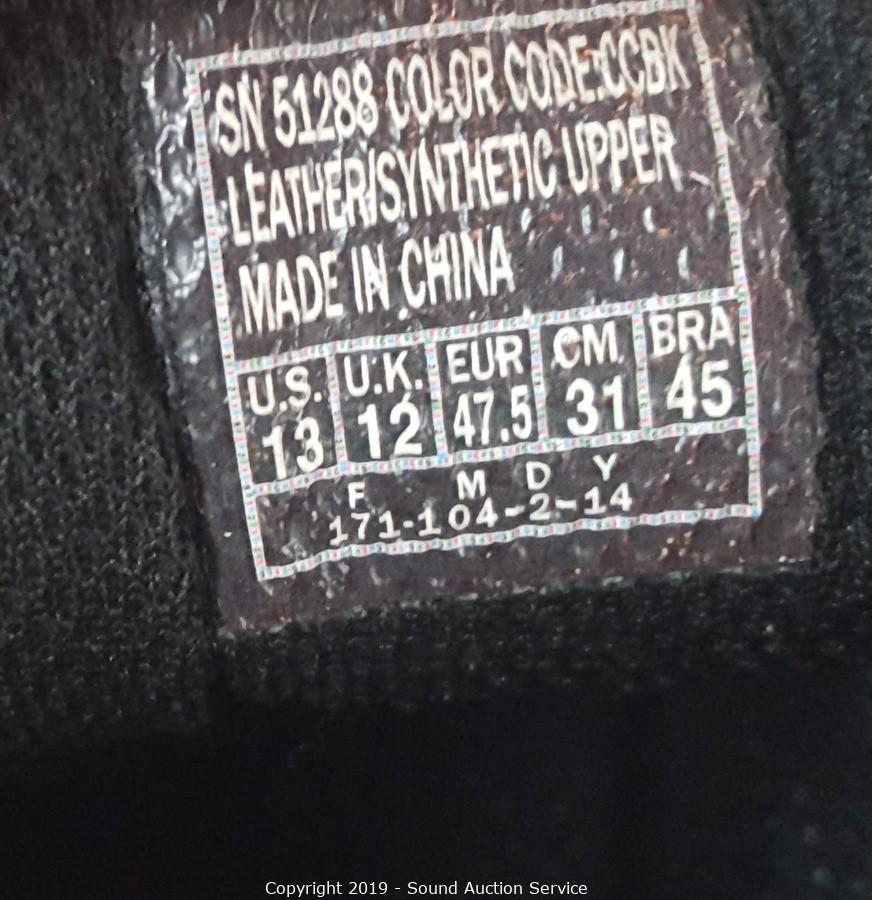 SN 51288 COLOR CODE:CCBK
LEATHER/SYNTHETIC UPPER
MADE IN CHINA
U.S. U.K. EUR CM BRA
13 12 47.5 31 45
F M D Y
171-104-2-14
Copyright 2019 - Sound Auction Service